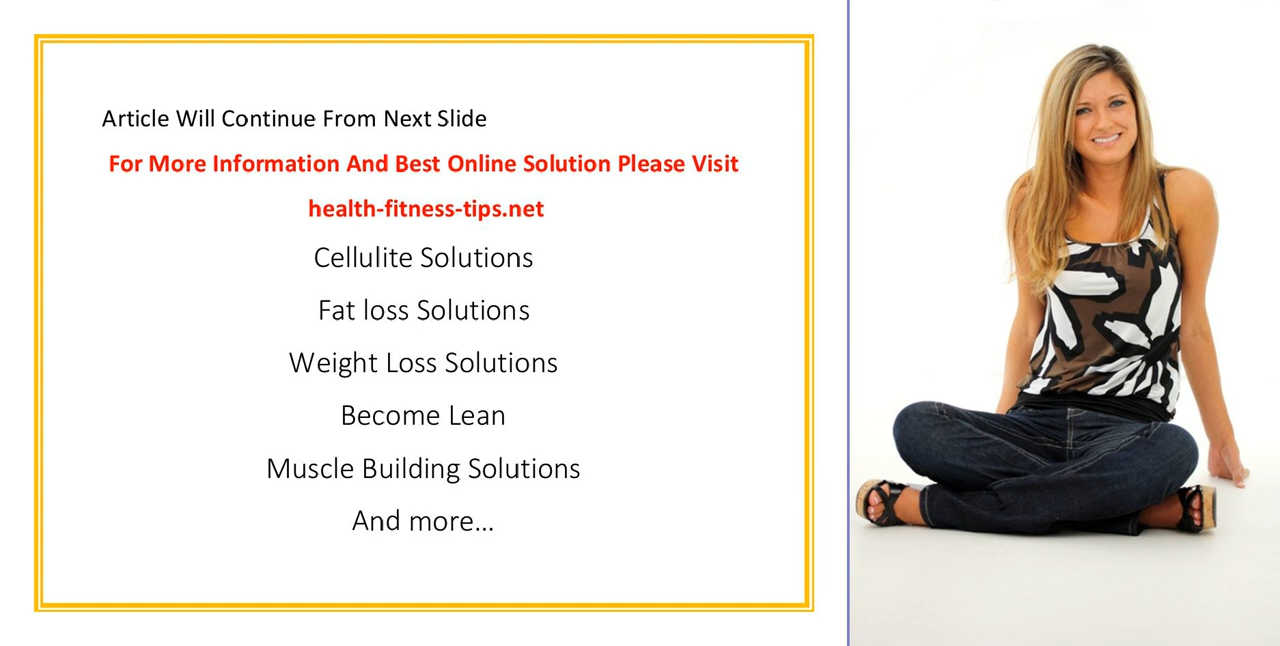 Article Will Continue From Next Slide
For More Information And Best Online Solution Please Visit
health-fitness-tips.net
Cellulite Solutions
Fat loss Solutions
Weight Loss Solutions
Become Lean
Muscle Building Solutions
And more...